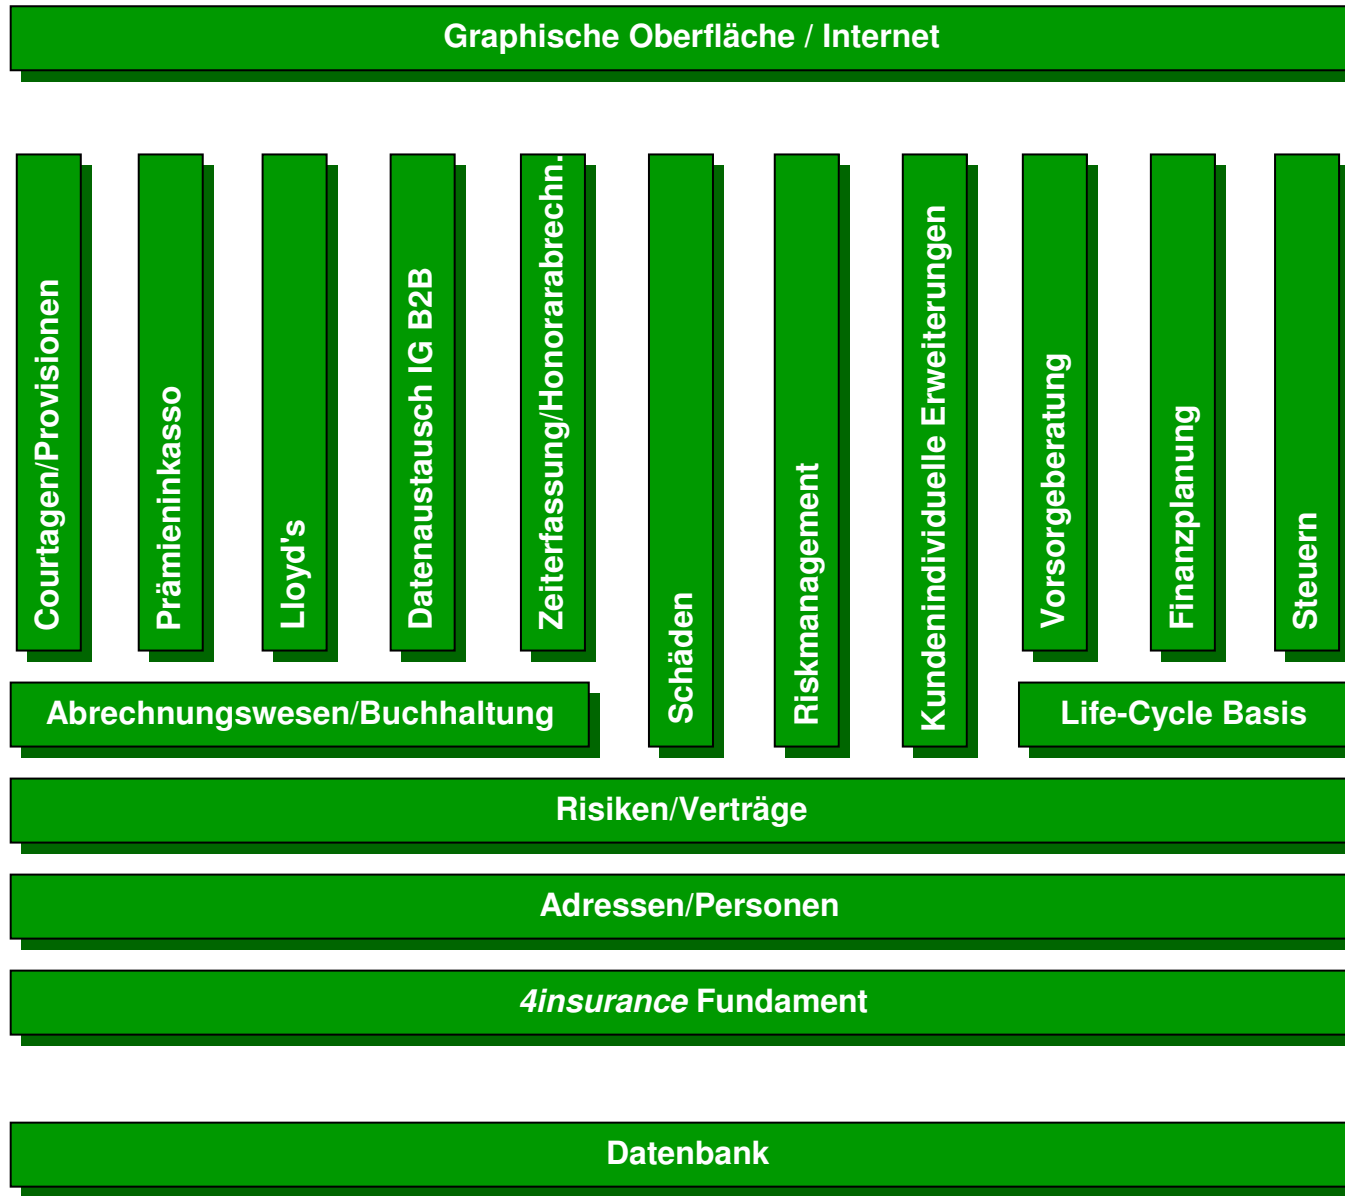 Graphische Oberfläche / Internet
Courtagen/Provisionen
Prämieninkasso
Lloyd's
Datenaustausch IG B2B
Zeiterfassung/Honorarabrechn.
Schäden
Riskmanagement
Kundenindividuelle Erweiterungen
Vorsorgeberatung
Finanzplanung
Steuern
Abrechnungswesen/Buchhaltung
Life-Cycle Basis
Risiken/Verträge
Adressen/Personen
4insurance Fundament
Datenbank